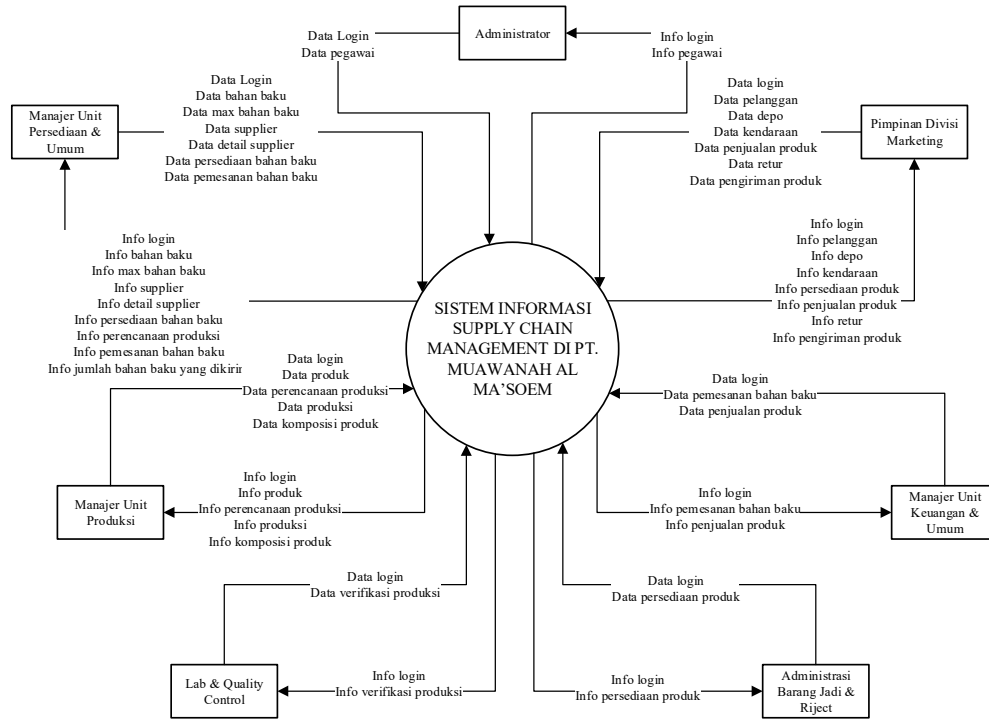 Data Login
Data pegawai
Administrator
Info login
Info pegawai
Manajer Unit
Persediaan &
Umum
Data Login
Data bahan baku
Data max bahan baku
Data supplier
Data detail supplier
Data persediaan bahan baku
Data pemesanan bahan baku
Data login
Data pelanggan
Data depo
Data kendaraan
Data penjualan produk
Data retur
Data pengiriman produk
Pimpinan Divisi
Marketing
Info login
Info bahan baku
Info max bahan baku
Info supplier
Info detail supplier
Info persediaan bahan baku
Info perencanaan produksi
Info pemesanan bahan baku
Info jumlah bahan baku yang dikirim
SISTEM INFORMASI
SUPPLY CHAIN
MANAGEMENT DI PT.
MUAWANAH AL
MA’SOEM
Info login
Info pelanggan
Info depo
Info kendaraan
Info persediaan produk
Info penjualan produk
Info retur
Info pengiriman produk
Data login
Data produk
Data perencanaan produksi
Data produksi
Data komposisi produk
Data login
Data pemesanan bahan baku
Data penjualan produk
Manajer Unit
Produksi
Info login
Info produk
Info perencanaan produksi
Info produksi
Info komposisi produk
Info login
Info pemesanan bahan baku
Info penjualan produk
Manajer Unit
Keuangan &
Umum
Data login
Data verifikasi produksi
Data login
Data persediaan produk
Lab & Quality
Control
Info login
Info verifikasi produksi
Info login
Info persediaan produk
Administrasi
Barang Jadi &
Riject